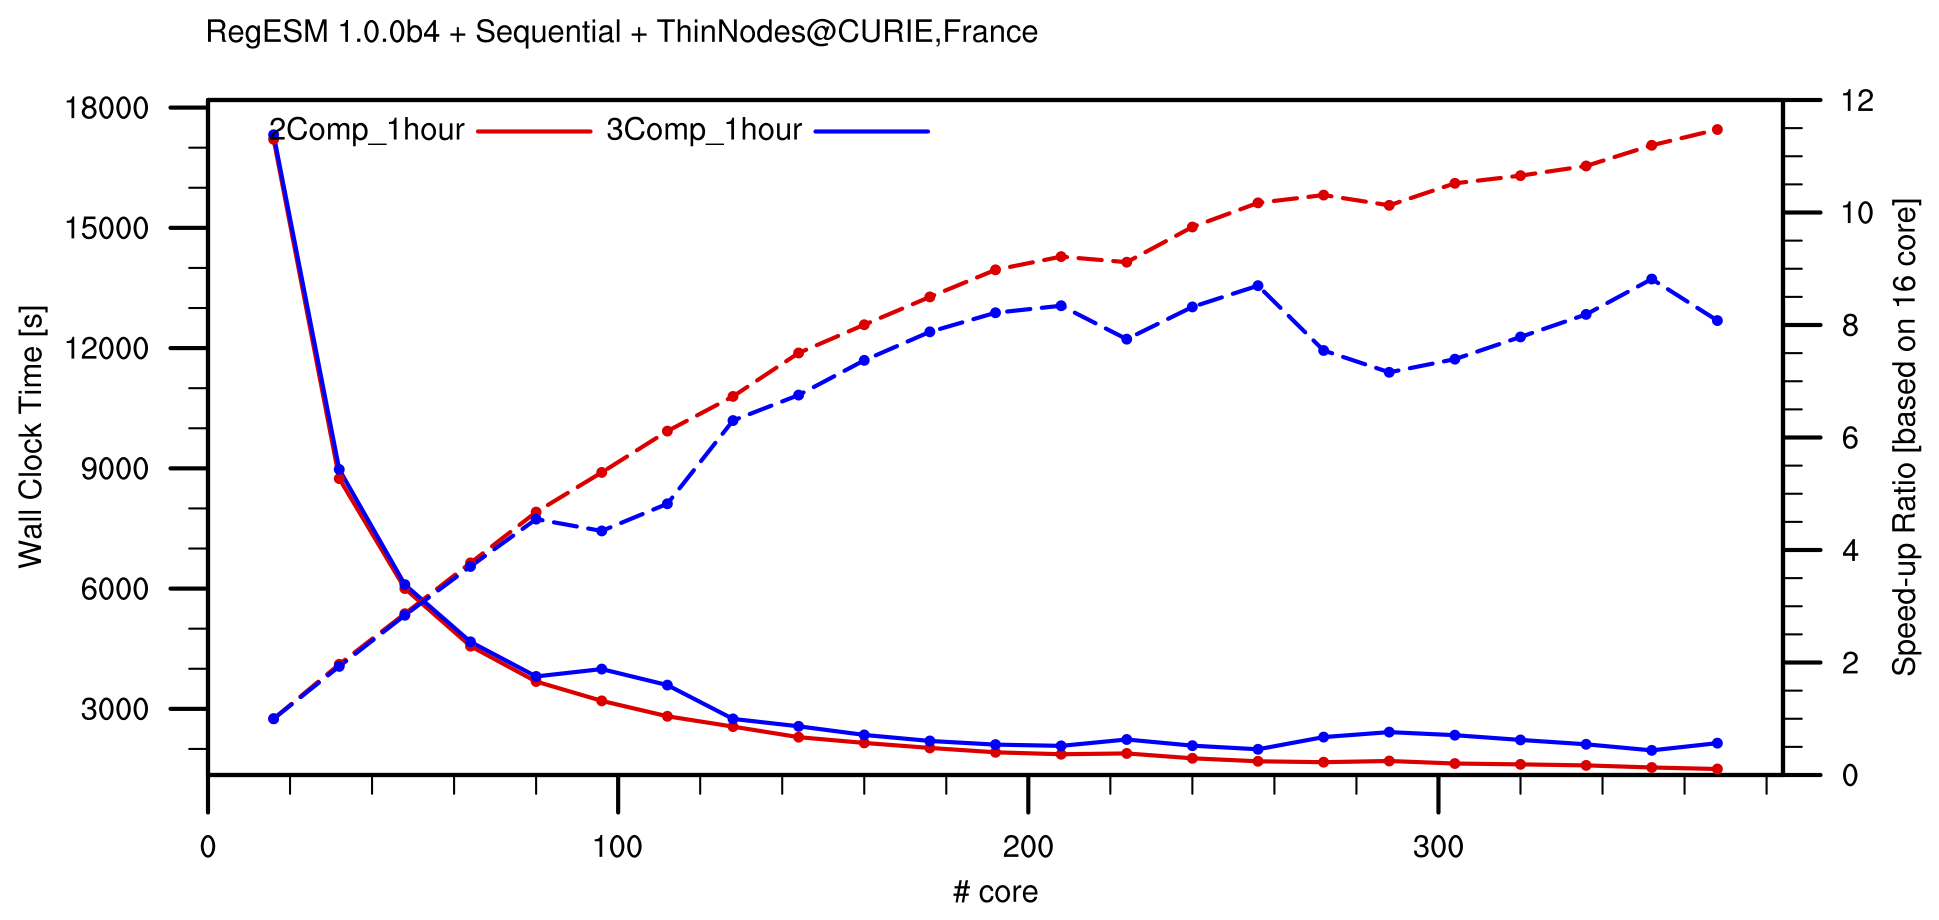 RegESM 1.0.0b4 + Sequential + ThinNodes@CURIE,France
2Comp_1hour 3Comp_1hour
Wall Clock Time [s]
18000
15000
12000
9000
6000
3000
12
10
8
6
4
2
0
Speed-up Ratio [based on 16 core]
0 100 200 300
# core